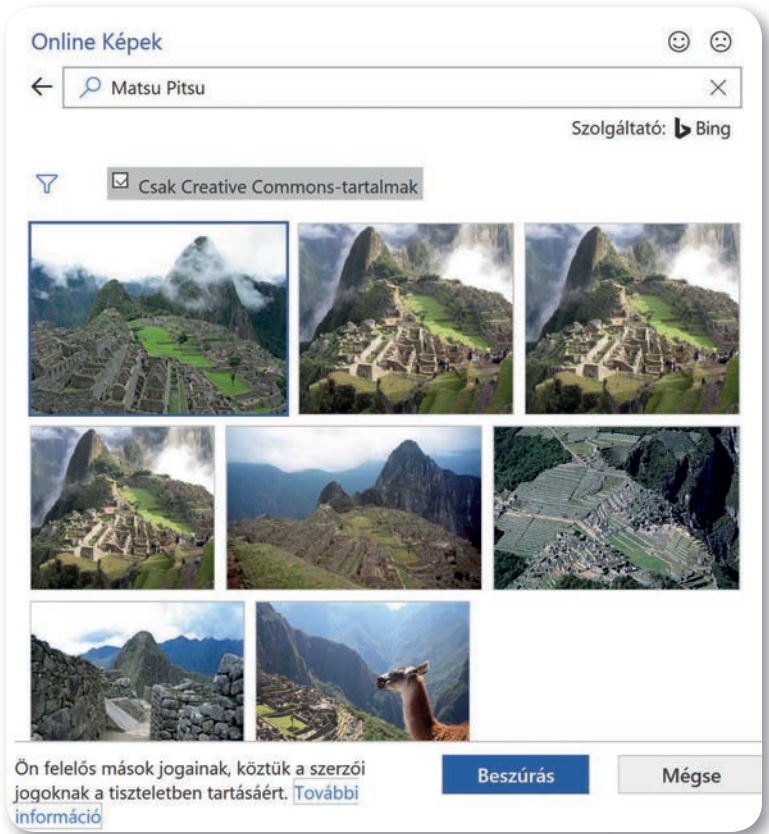 Online Képek
Matsu Pitsu
Szolgáltató: Bing
Csak Creative Commons-tartalmak
Ön felelős mások jogainak, köztük a szerzői
jogoknak a tiszteletben tartásáért. További
információ
Beszúrás
Mégse